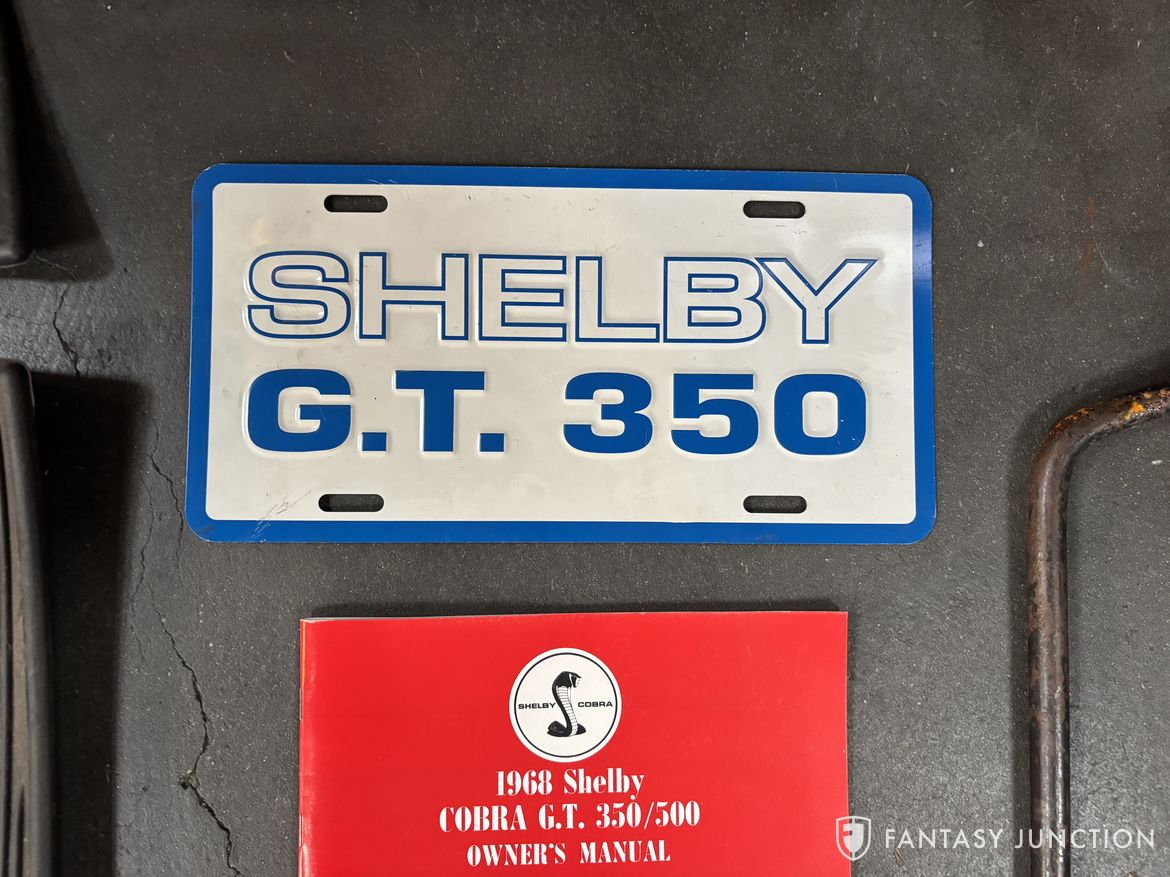 SHELBY
G.T. 350
SHELBY COBRA
1968 Shelby
COBRA G.T. 350/500
OWNER'S MANUAL
FANTASY JUNCTION